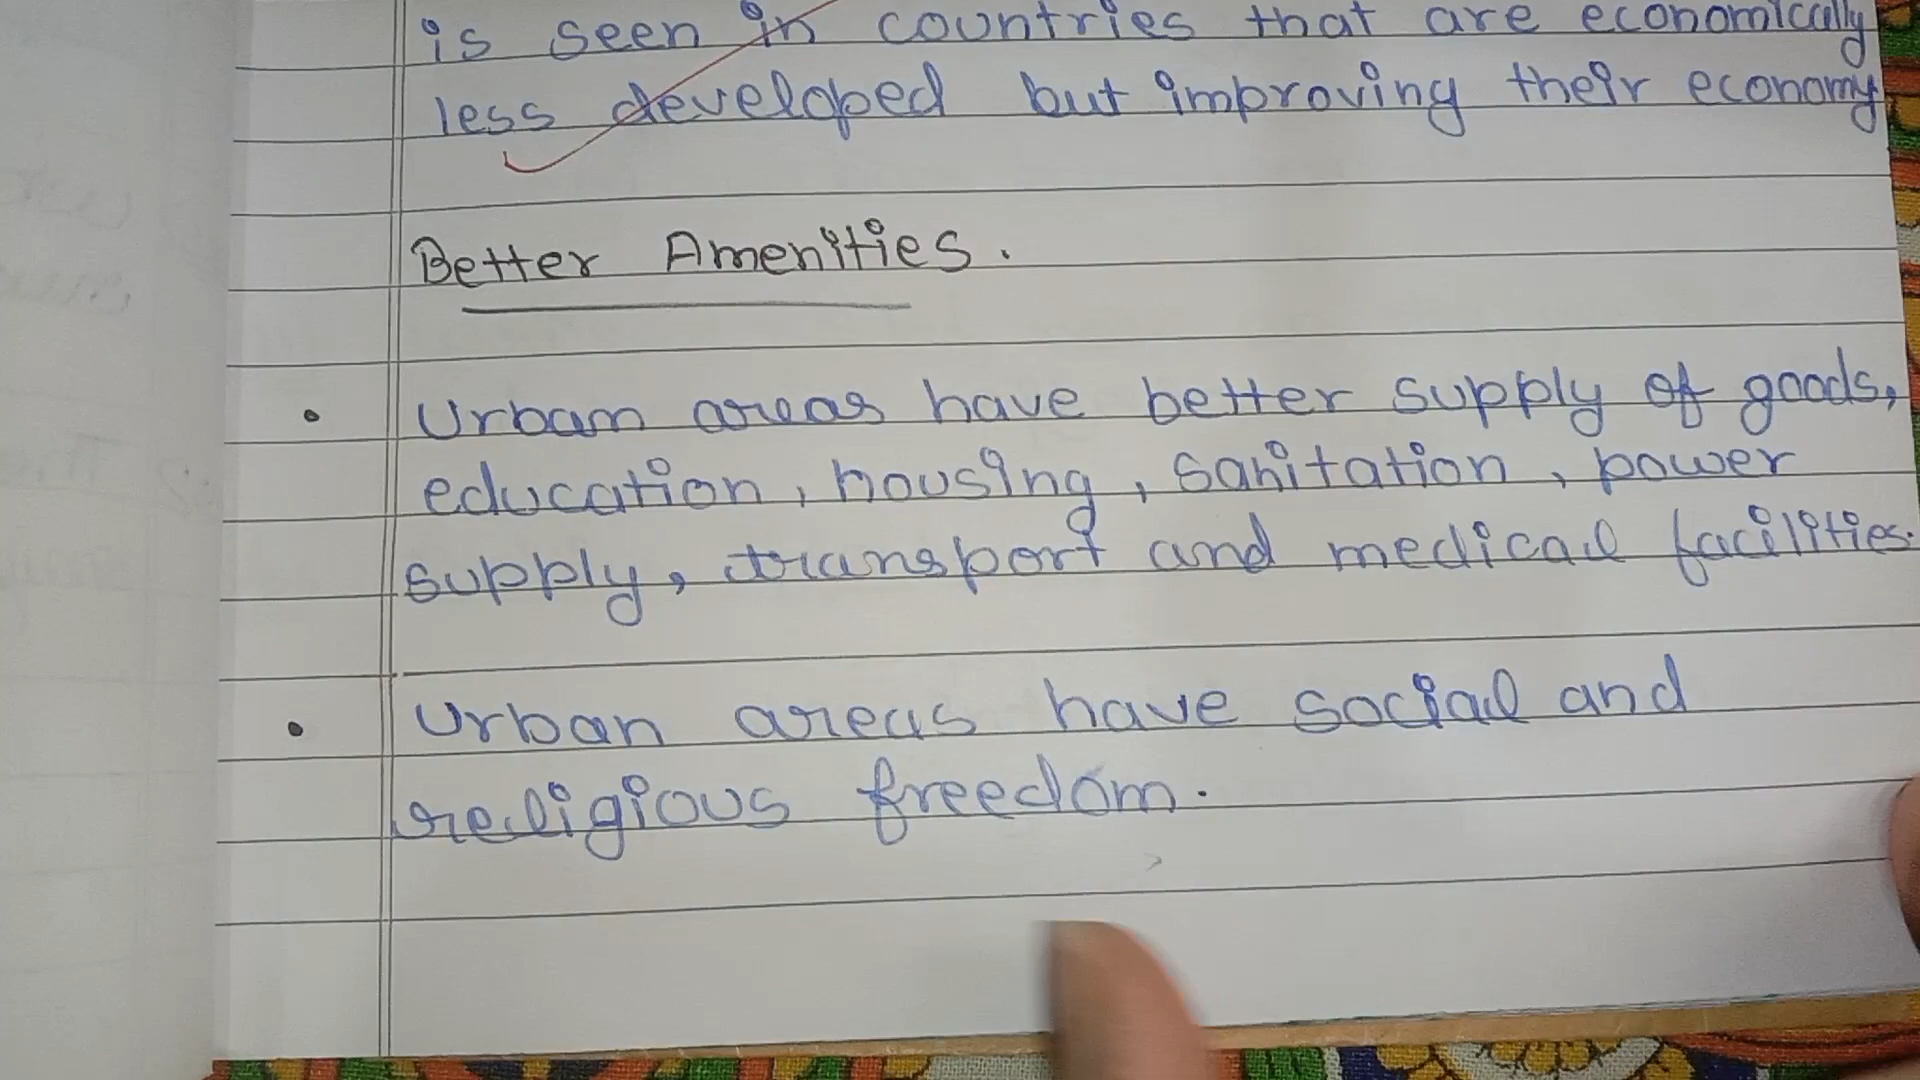 is seen in countries that are economically
less developed but improving their economy
Better Amenities.
• Urban areas have better supply of goods,
education, housing, sanitation, power
supply, transport and medical facilities.
• Urban areas have social and
religious freedom.